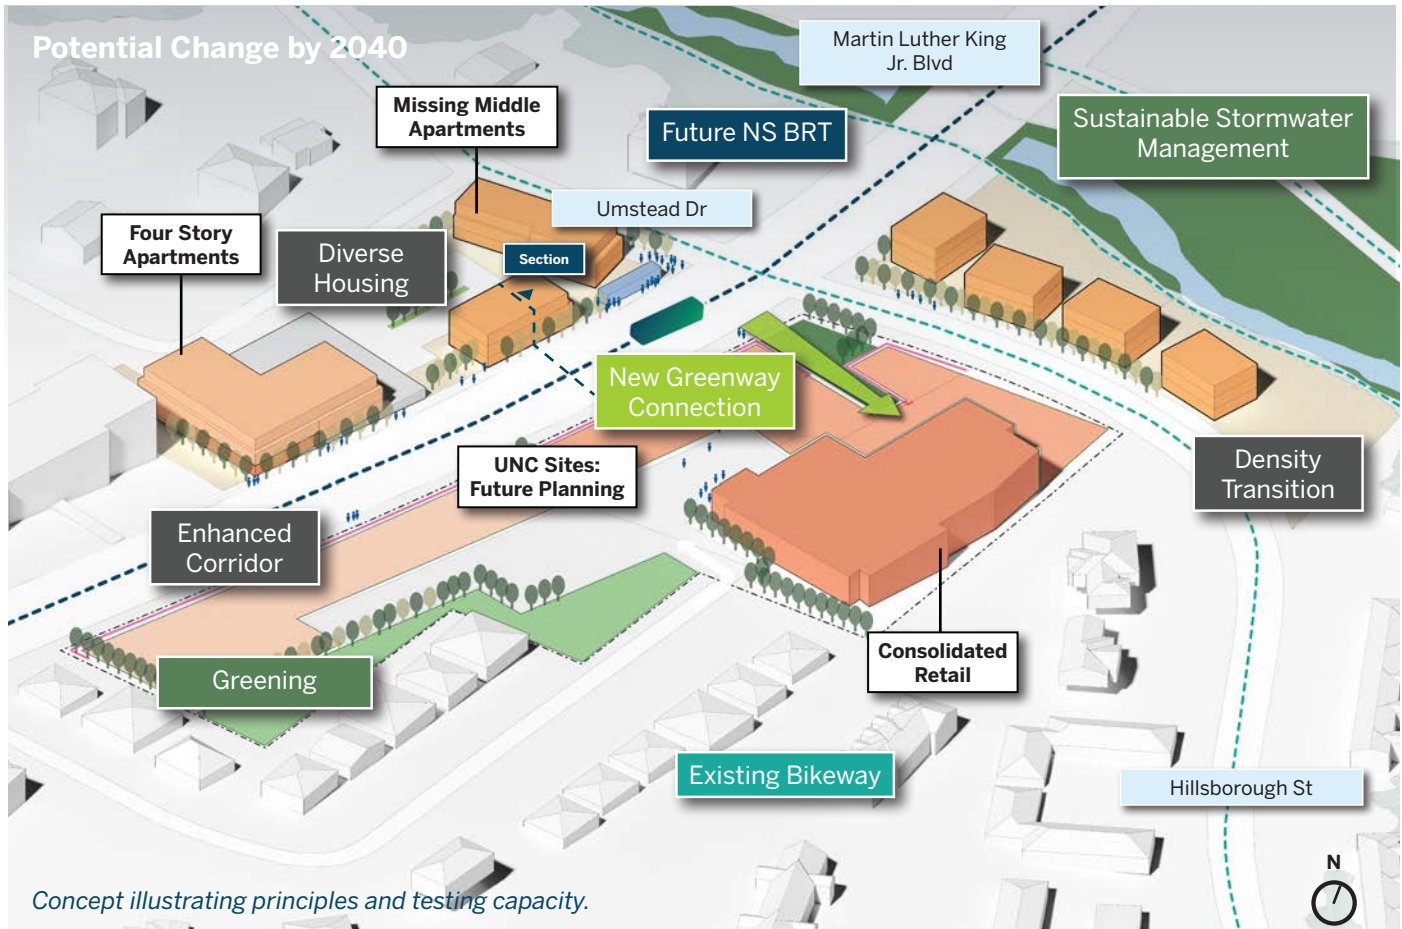 Potential Change by 2040
Martin Luther King
Jr. Blvd
Missing Middle
Apartments
Future NS BRT
Sustainable Stormwater
Management
Umstead Dr
Four Story
Apartments
Diverse
Housing
Section
New Greenway
Connection
UNC Sites:
Future Planning
Density
Transition
Enhanced
Corridor
Consolidated
Retail
Greening
Existing Bikeway
Hillsborough St
N
Concept illustrating principles and testing capacity.